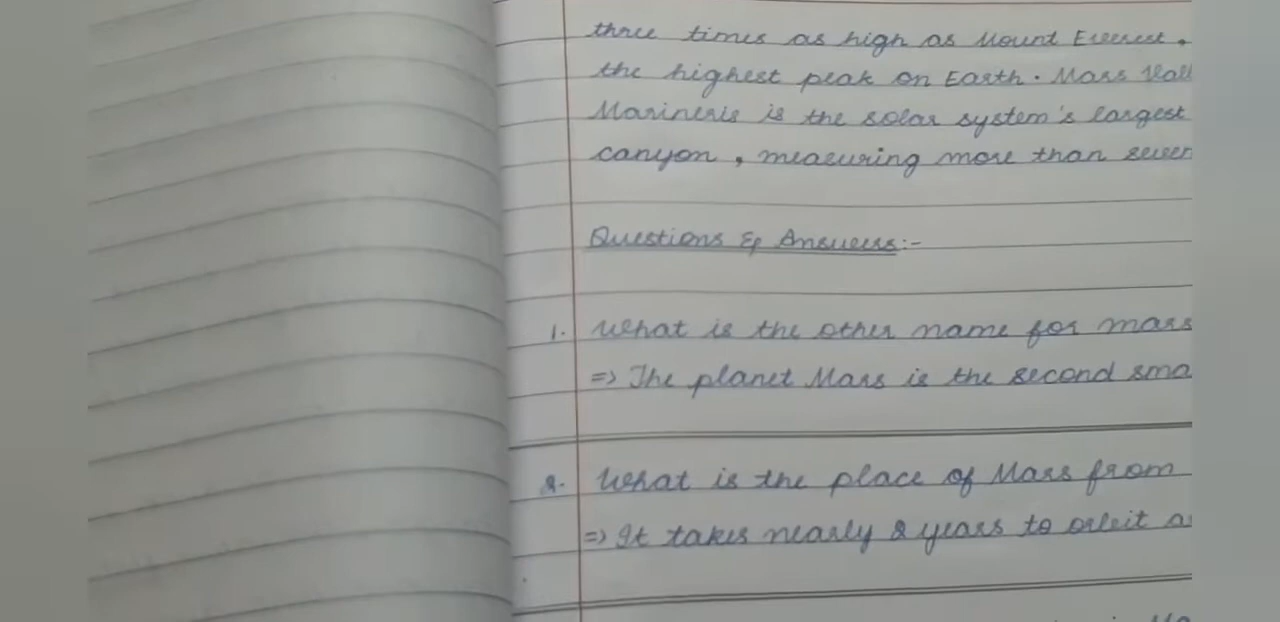 three times as high as Mount Everest,
the highest peak on Earth. Mars Vall
Marineris is the solar system's largest
canyon, measuring more than seven
Questions & Answers:-
1. What is the other name for mars
=> The planet Mars is the second sma
2. What is the place of Mars from
=> It takes nearly 2 years to orbit a